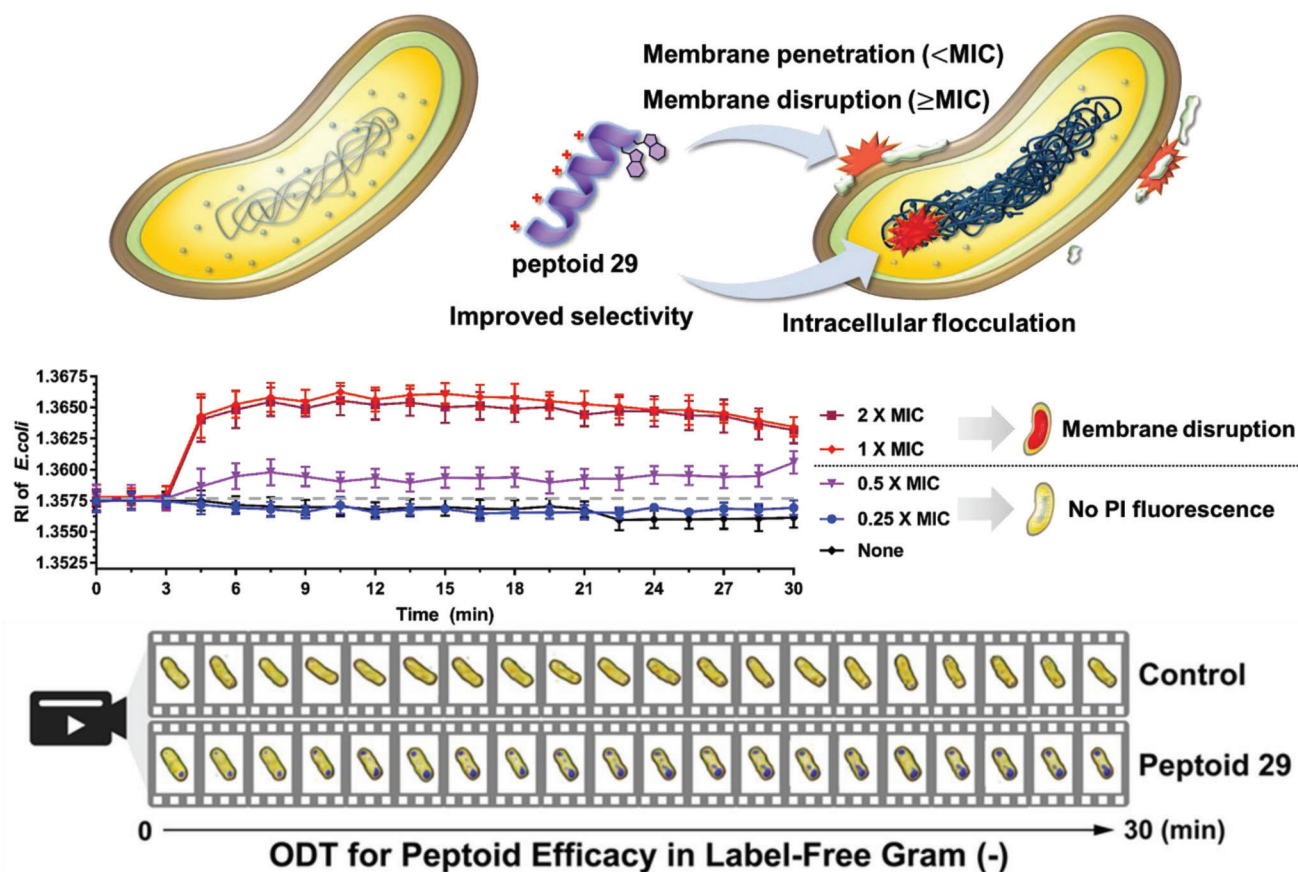 Membrane penetration (<MIC)
Membrane disruption (≥MIC)
+
+
+
+
+
peptoid 29
Improved selectivity
Intracellular flocculation
RI of E.coli
1.3675
1.3650
1.3625
1.3600
1.3575
1.3550
1.3525
0 3 6 9 12 15 18 21 24 27 30
Time (min)
2 X MIC
1 X MIC
Membrane disruption
0.5 X MIC
0.25 X MIC
No PI fluorescence
None
Control
Peptoid 29
0 30 (min)
ODT for Peptoid Efficacy in Label-Free Gram (-)